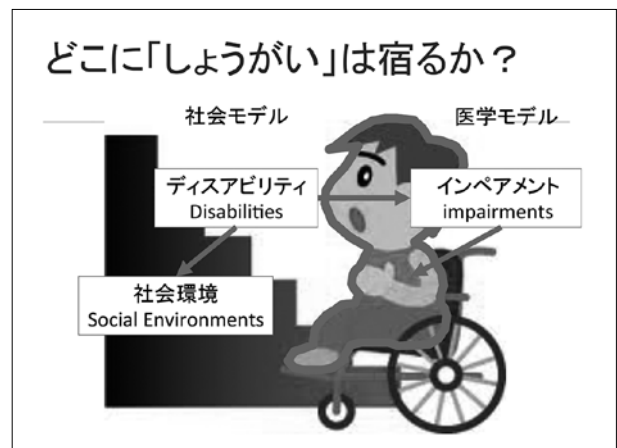 どこに「しょうがい」は宿るか？
社会モデル
医学モデル
ディスアビリティ
Disabilities
インペアメント
impairments
社会環境
Social Environments